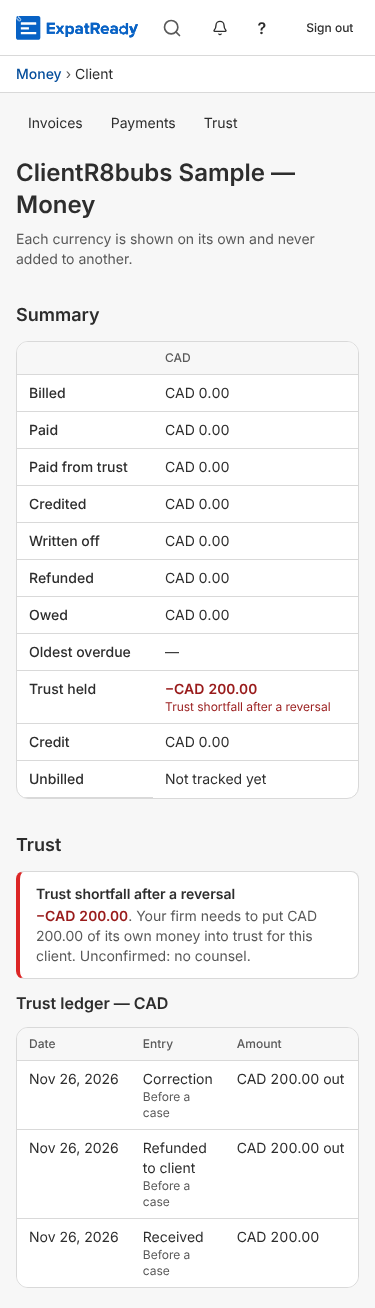 ExpatReady
?
Sign out
Money › Client
Invoices Payments Trust
ClientR8bubs Sample —
Money
Each currency is shown on its own and never
added to another.
Summary
CAD
Billed CAD 0.00
Paid CAD 0.00
Paid from trust CAD 0.00
Credited CAD 0.00
Written off CAD 0.00
Refunded CAD 0.00
Owed CAD 0.00
Oldest overdue —
Trust held −CAD 200.00
Trust shortfall after a reversal
Credit CAD 0.00
Unbilled Not tracked yet
Trust
Trust shortfall after a reversal
−CAD 200.00. Your firm needs to put CAD
200.00 of its own money into trust for this
client. Unconfirmed: no counsel.
Trust ledger — CAD
Date Entry Amount
Nov 26, 2026 Correction CAD 200.00 out
Before a
case
Nov 26, 2026 Refunded CAD 200.00 out
to client
Before a
case
Nov 26, 2026 Received CAD 200.00
Before a
case